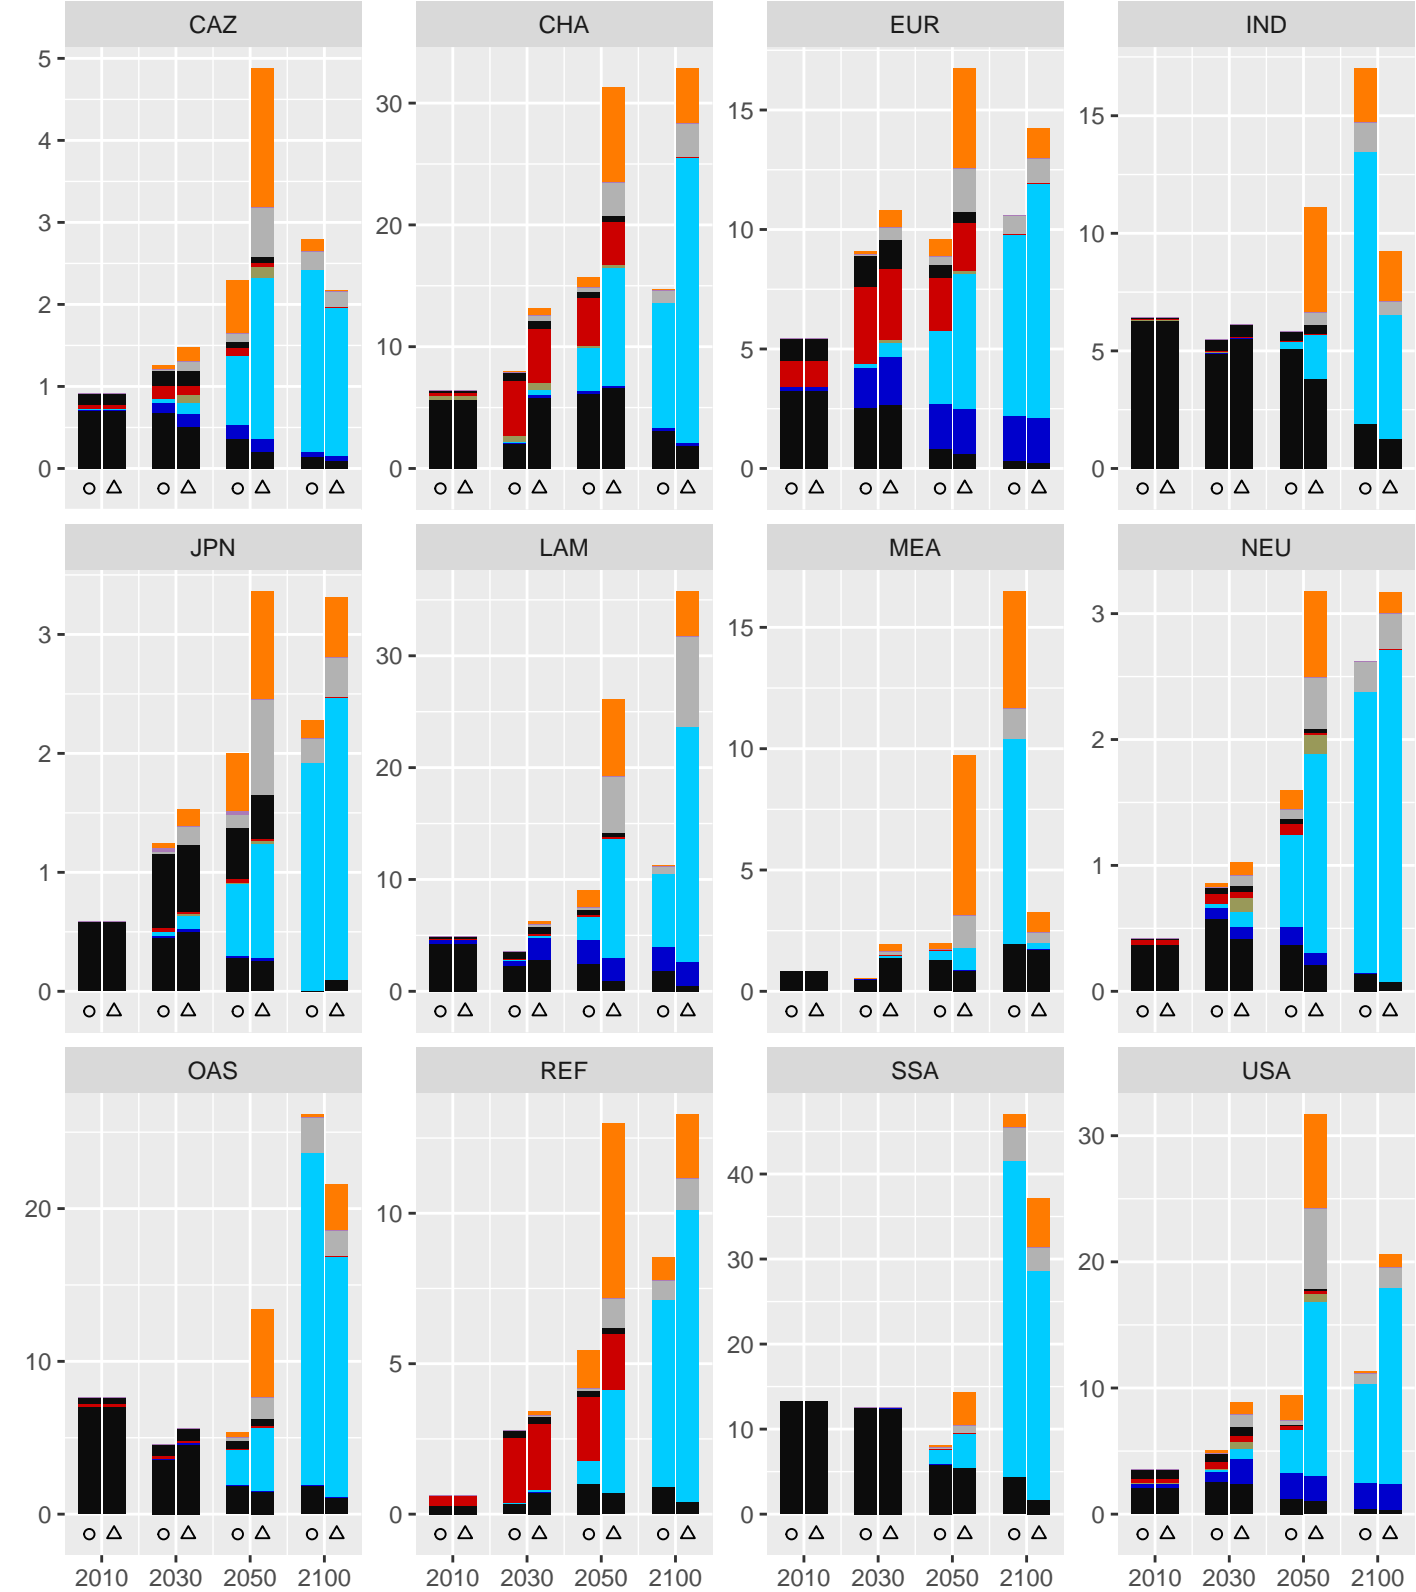 CAZ CHA EUR IND
5 4 3 2 1 0
30 20 10 0
15 10 5 0
15 10 5 0
JPN LAM MEA NEU
3 2 1 0
30 20 10 0
15 10 5 0
3 2 1 0
OAS REF SSA USA
20 10 0
10 5 0
40 30 20 10 0
30 20 10 0
2010 2030 2050 2100 2010 2030 2050 2100 2010 2030 2050 2100 2010 2030 2050 2100